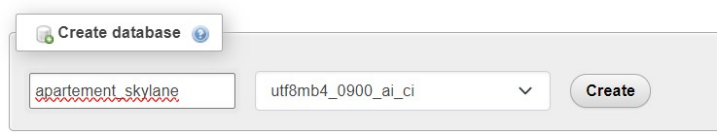 Create database
apartement_skylane utf8mb4_0900_ai_ci Create